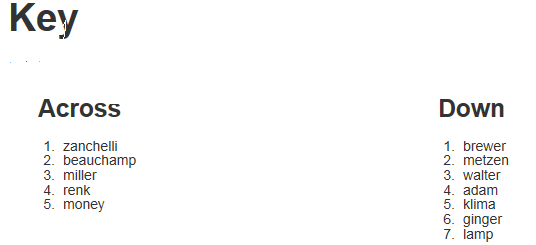 Key
Across
1. zanchelli
2. beauchamp
3. miller
4. renk
5. money
Down
1. brewer
2. metzen
3. walter
4. adam
5. klima
6. ginger
7. lamp